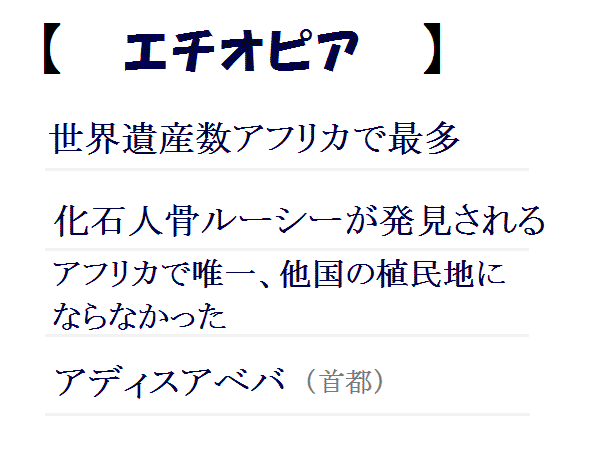 【 エチオピア 】
世界遺産数アフリカで最多
化石人骨ルーシーが発見される
アフリカで唯一、他国の植民地に
ならなかった
アディスアベバ（首都）